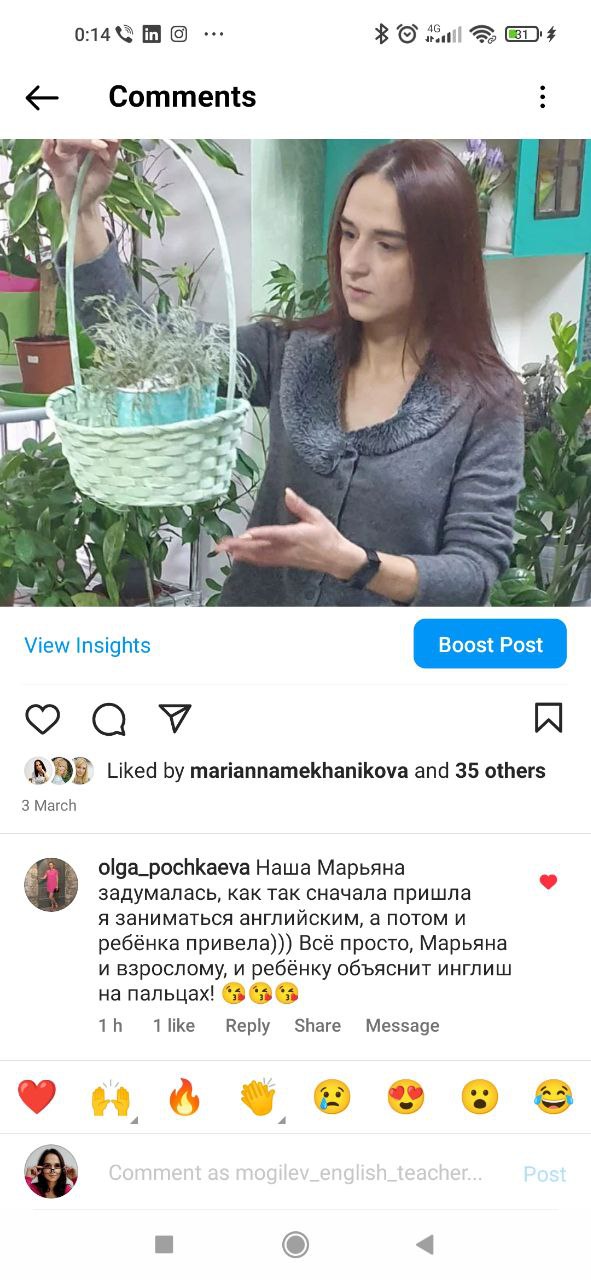 0:14
4G
31
Comments
View Insights
Boost Post
Liked by mariannamekhanikova and 35 others
3 March
olga_pochkaeva Наша Марьяна
задумалась, как так сначала пришла
я заниматься английским, а потом и
ребёнка привела))) Всё просто, Марьяна
и взрослому, и ребёнку объяснит инглиш
на пальцах! 😘😘😘
1 h 1 like Reply Share Message
Comment as mogilev_english_teacher... Post